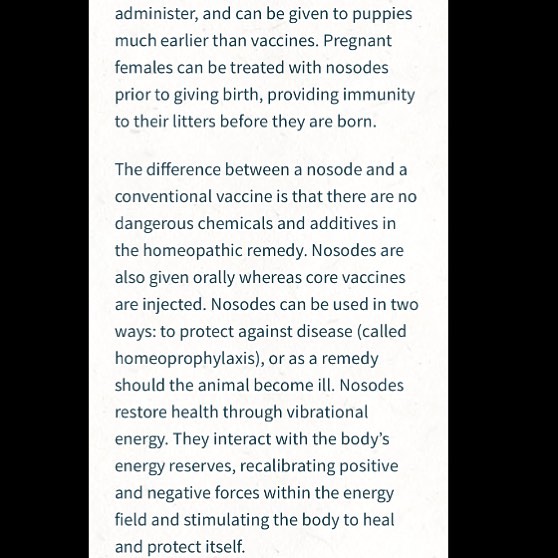 administer, and can be given to puppies
much earlier than vaccines. Pregnant
females can be treated with nosodes
prior to giving birth, providing immunity
to their litters before they are born.
The difference between a nosode and a
conventional vaccine is that there are no
dangerous chemicals and additives in
the homeopathic remedy. Nosodes are
also given orally whereas core vaccines
are injected. Nosodes can be used in two
ways: to protect against disease (called
homeoprophylaxis), or as a remedy
should the animal become ill. Nosodes
restore health through vibrational
energy. They interact with the body’s
energy reserves, recalibrating positive
and negative forces within the energy
field and stimulating the body to heal
and protect itself.